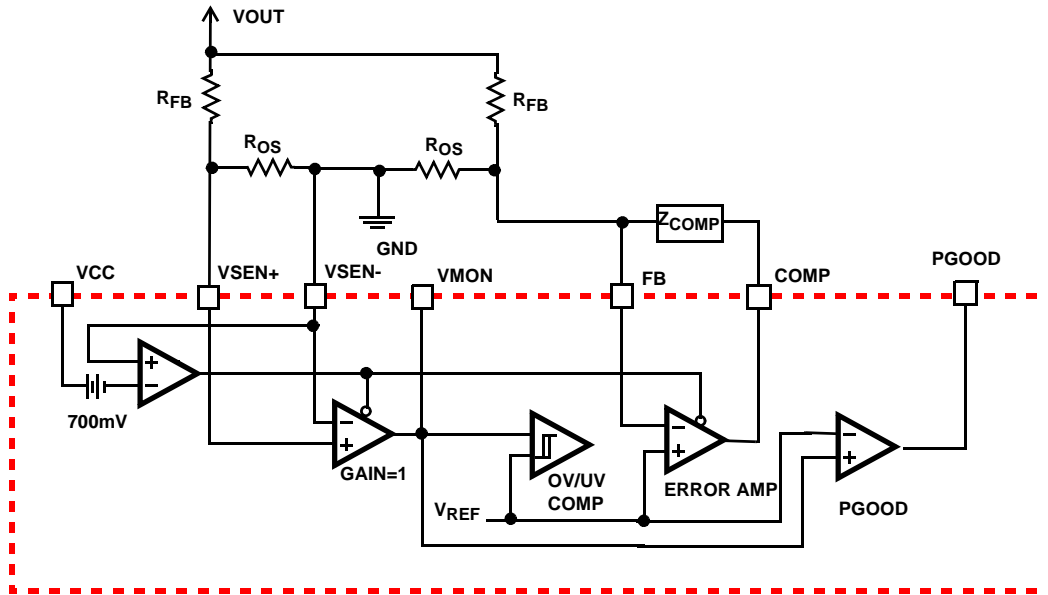 VOUT
RFB
RFB
ROS
ROS
ZCOMP
GND
VCC
VSEN+
VSEN-
VMON
FB
COMP
PGOOD
+
−
700mV
−
+
GAIN=1
OV/UV
COMP
−
+
ERROR AMP
−
+
PGOOD
VREF